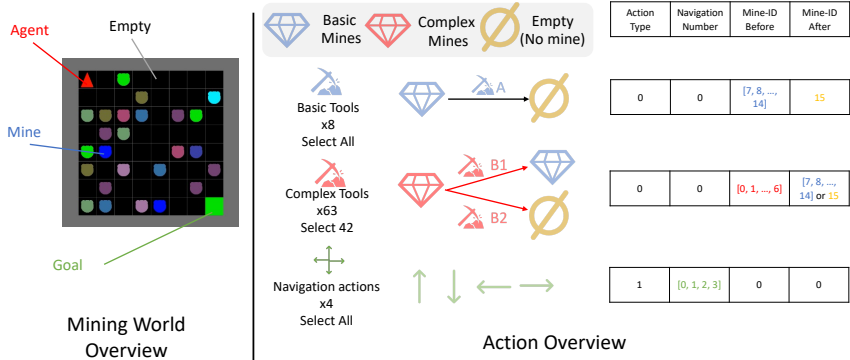 Agent
Empty
Mine
Goal
Mining World
Overview
Basic
Mines
Complex
Mines
Empty
(No mine)
Basic Tools
x8
Select All
A
Complex Tools
x63
Select 42
B1
B2
Navigation actions
x4
Select All
Action Overview
Action
Type
Navigation
Number
Mine-ID
Before
Mine-ID
After
0
0
[7, 8, ...,
14]
15
0
0
[0, 1, ..., 6]
[7, 8, ...,
14] or 15
1
[0, 1, 2, 3]
0
0